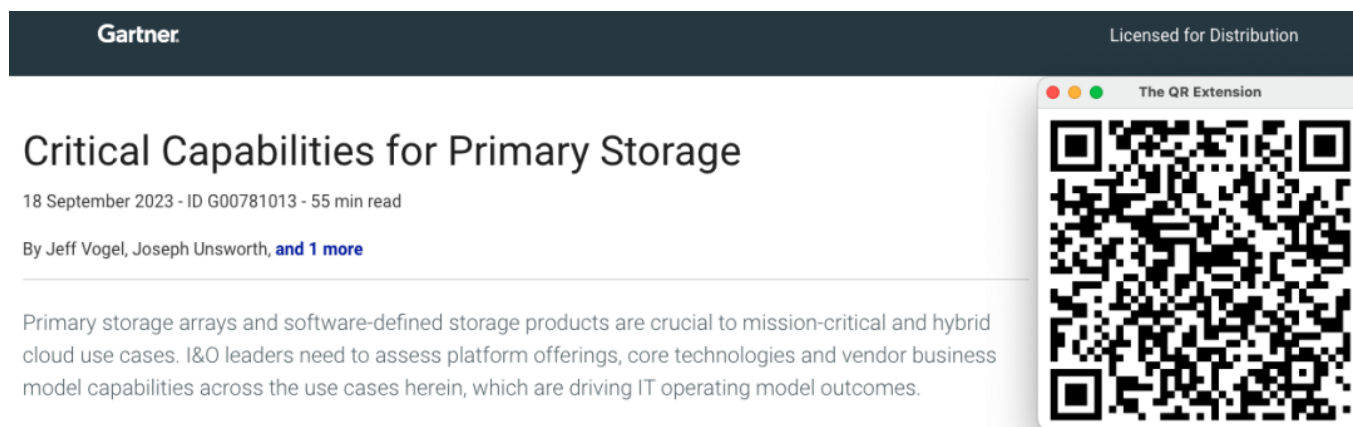 Gartner.
Licensed for Distribution
The QR Extension
Critical Capabilities for Primary Storage
18 September 2023 - ID G00781013 - 55 min read
By Jeff Vogel, Joseph Unsworth, and 1 more
Primary storage arrays and software-defined storage products are crucial to mission-critical and hybrid
cloud use cases. I&O leaders need to assess platform offerings, core technologies and vendor business
model capabilities across the use cases herein, which are driving IT operating model outcomes.